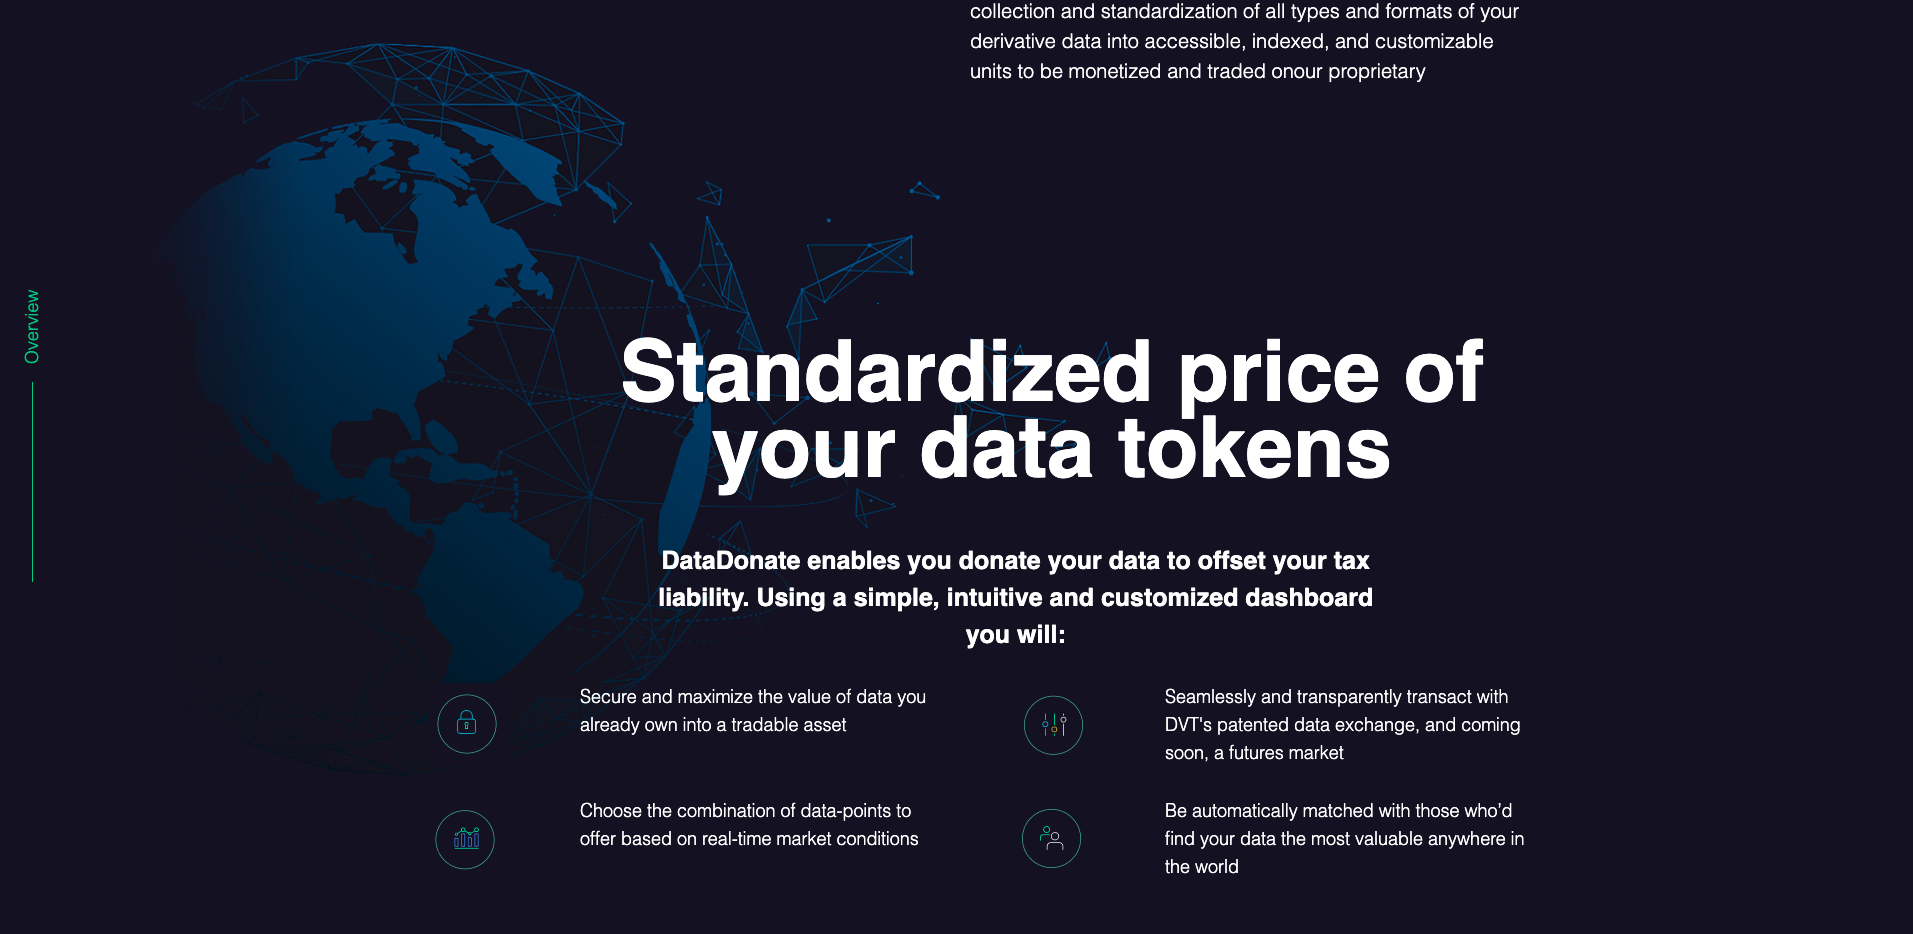 collection and standardization of all types and formats of your
derivative data into accessible, indexed, and customizable
units to be monetized and traded onour proprietary
Overview
Standardized price of
your data tokens
DataDonate enables you donate your data to offset your tax
liability. Using a simple, intuitive and customized dashboard
you will:
Secure and maximize the value of data you
already own into a tradable asset
Seamlessly and transparently transact with
DVT's patented data exchange, and coming
soon, a futures market
Choose the combination of data-points to
offer based on real-time market conditions
Be automatically matched with those who’d
find your data the most valuable anywhere in
the world